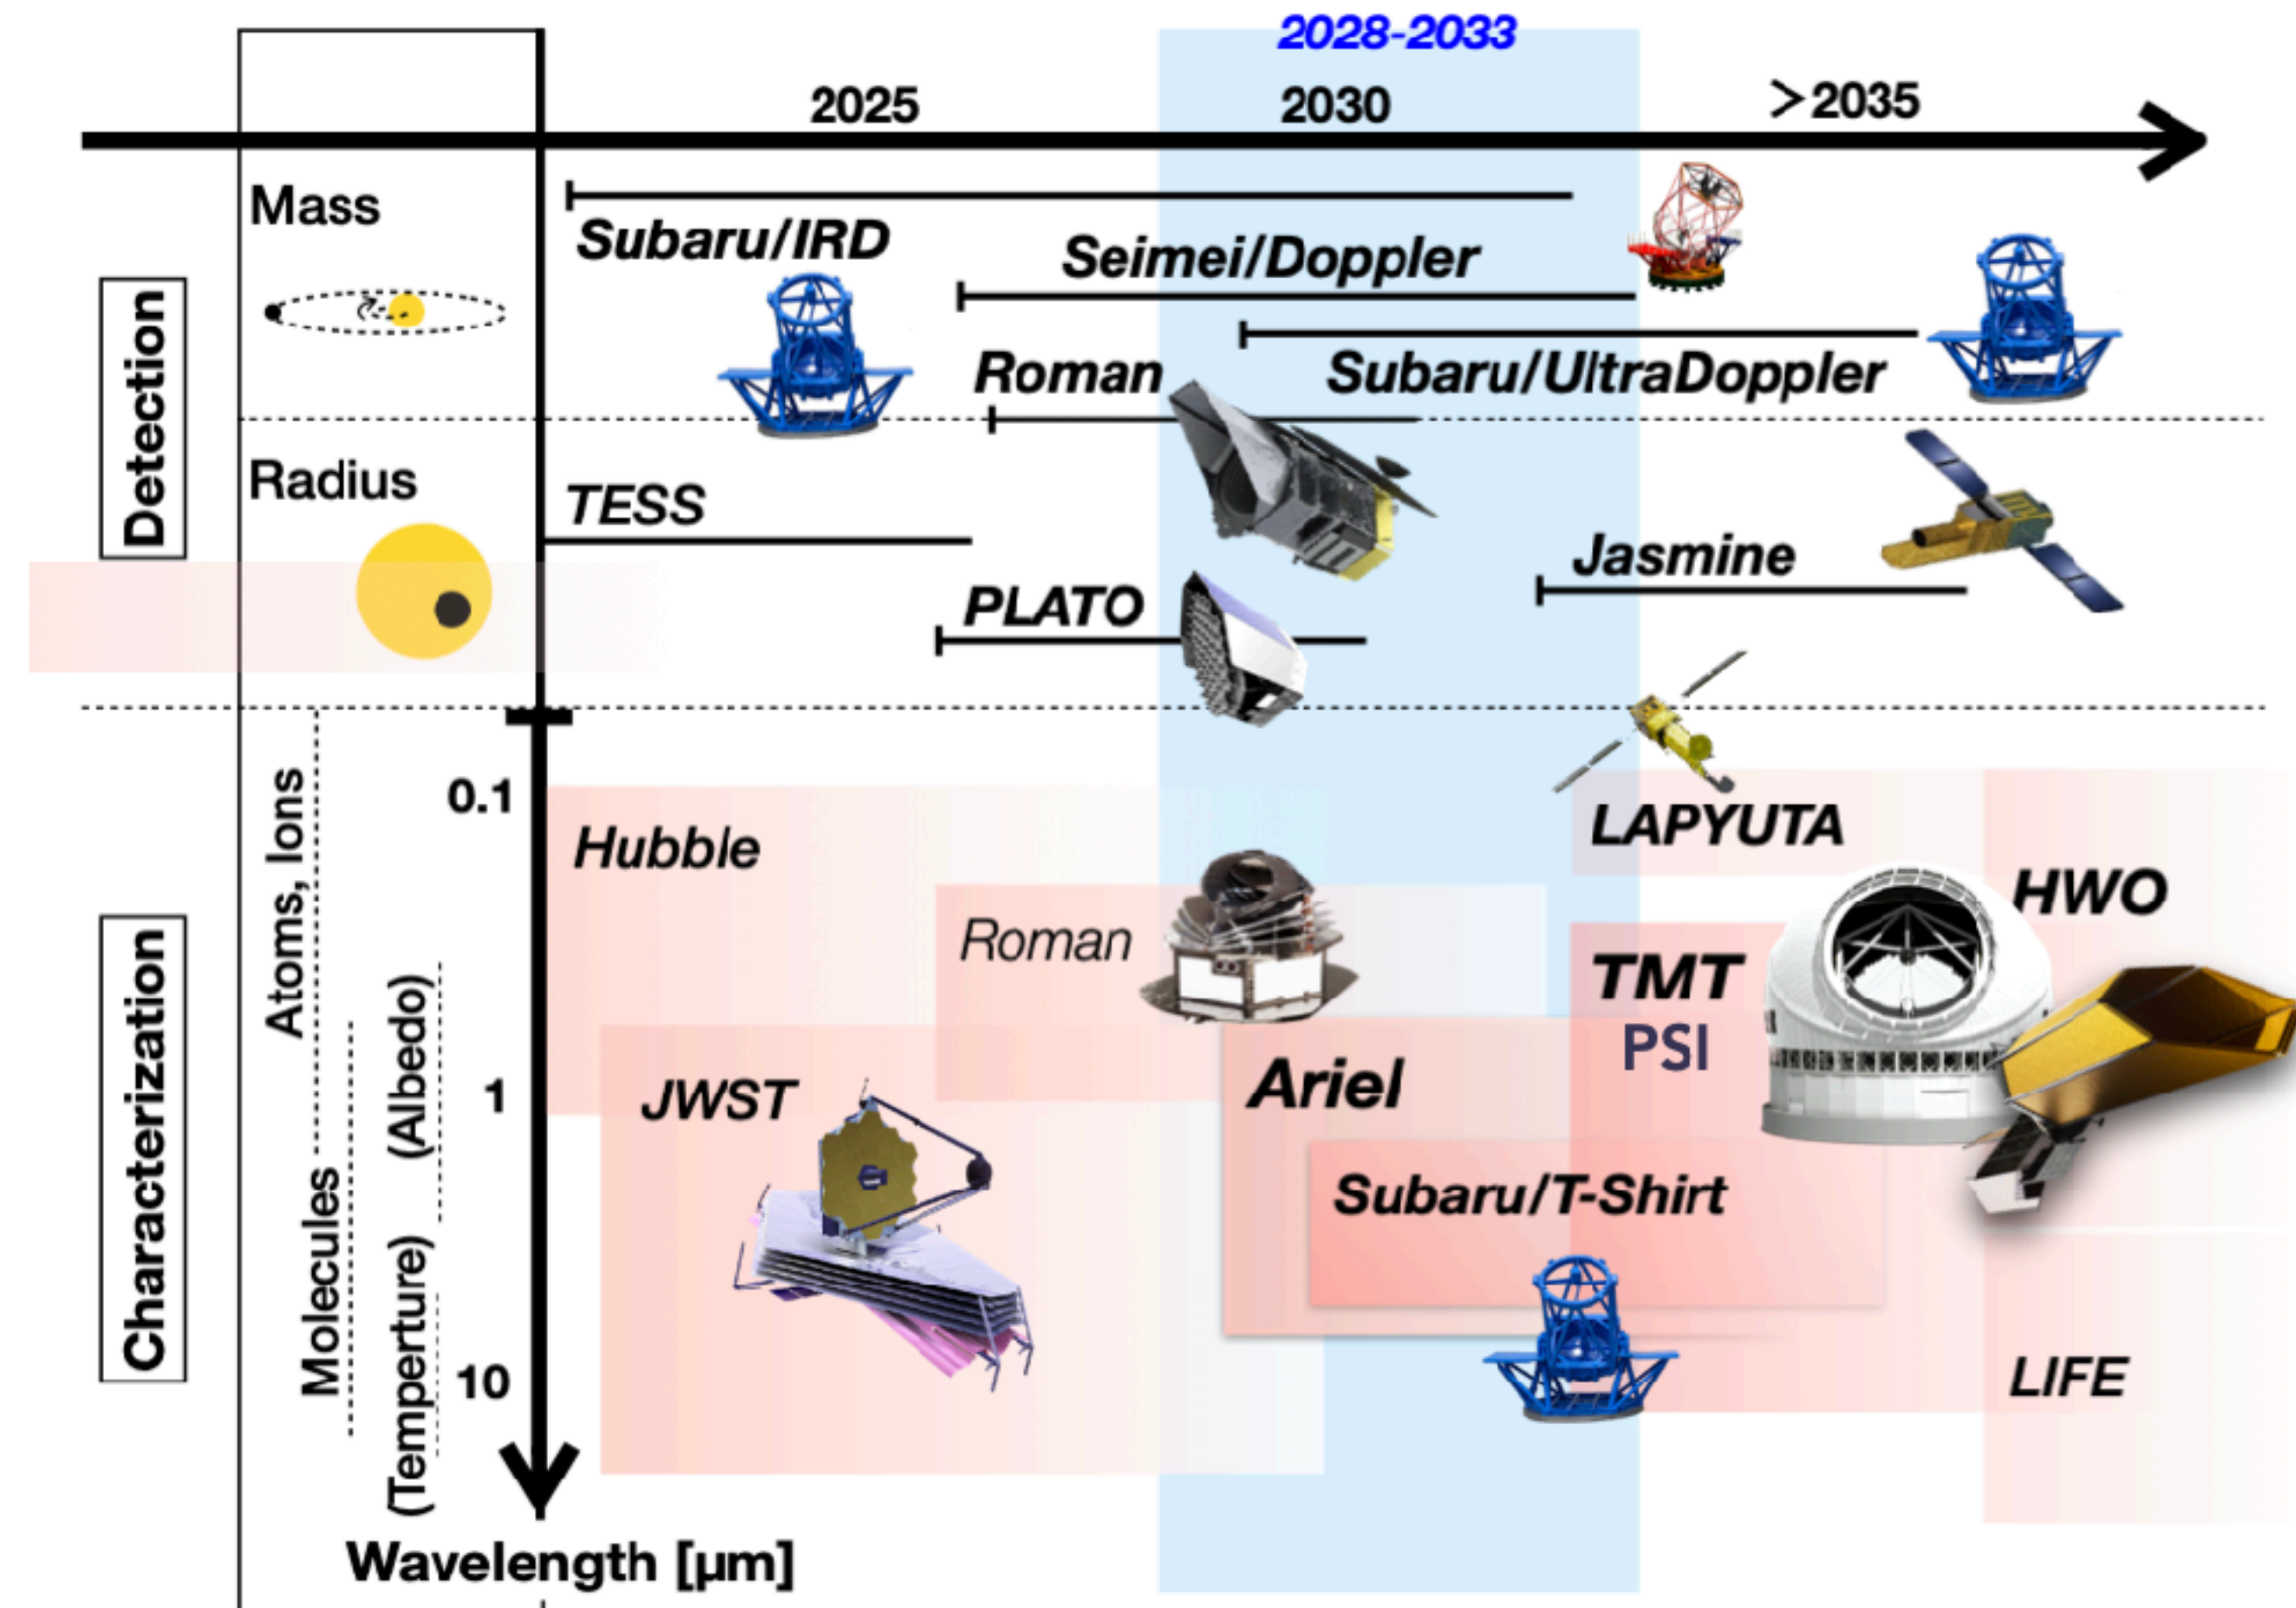 2028-2033
2025
2030
>2035
Mass
Subaru/IRD
Seimei/Doppler
Roman
Subaru/UltraDoppler
Detection
Radius
TESS
Jasmine
PLATO
0.1
Atoms, Ions
Hubble
LAPYUTA
HWO
Roman
TMT
PSI
Characterization
(Albedo)
1
JWST
Ariel
Molecules
Subaru/T-Shirt
(Temperture)
10
LIFE
Wavelength [μm]